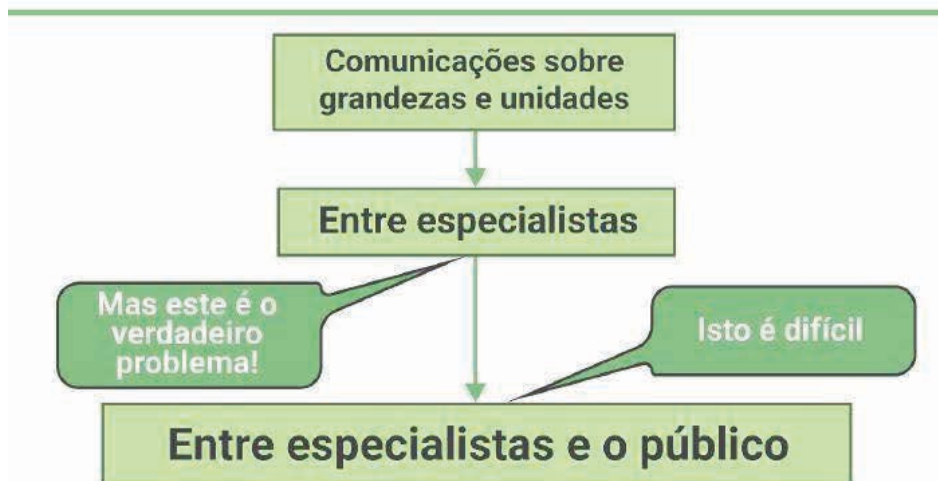 Comunicações sobre
grandezas e unidades
Entre especialistas
Mas este é o
verdadeiro
problema!
Isto é difícil
Entre especialistas e o público